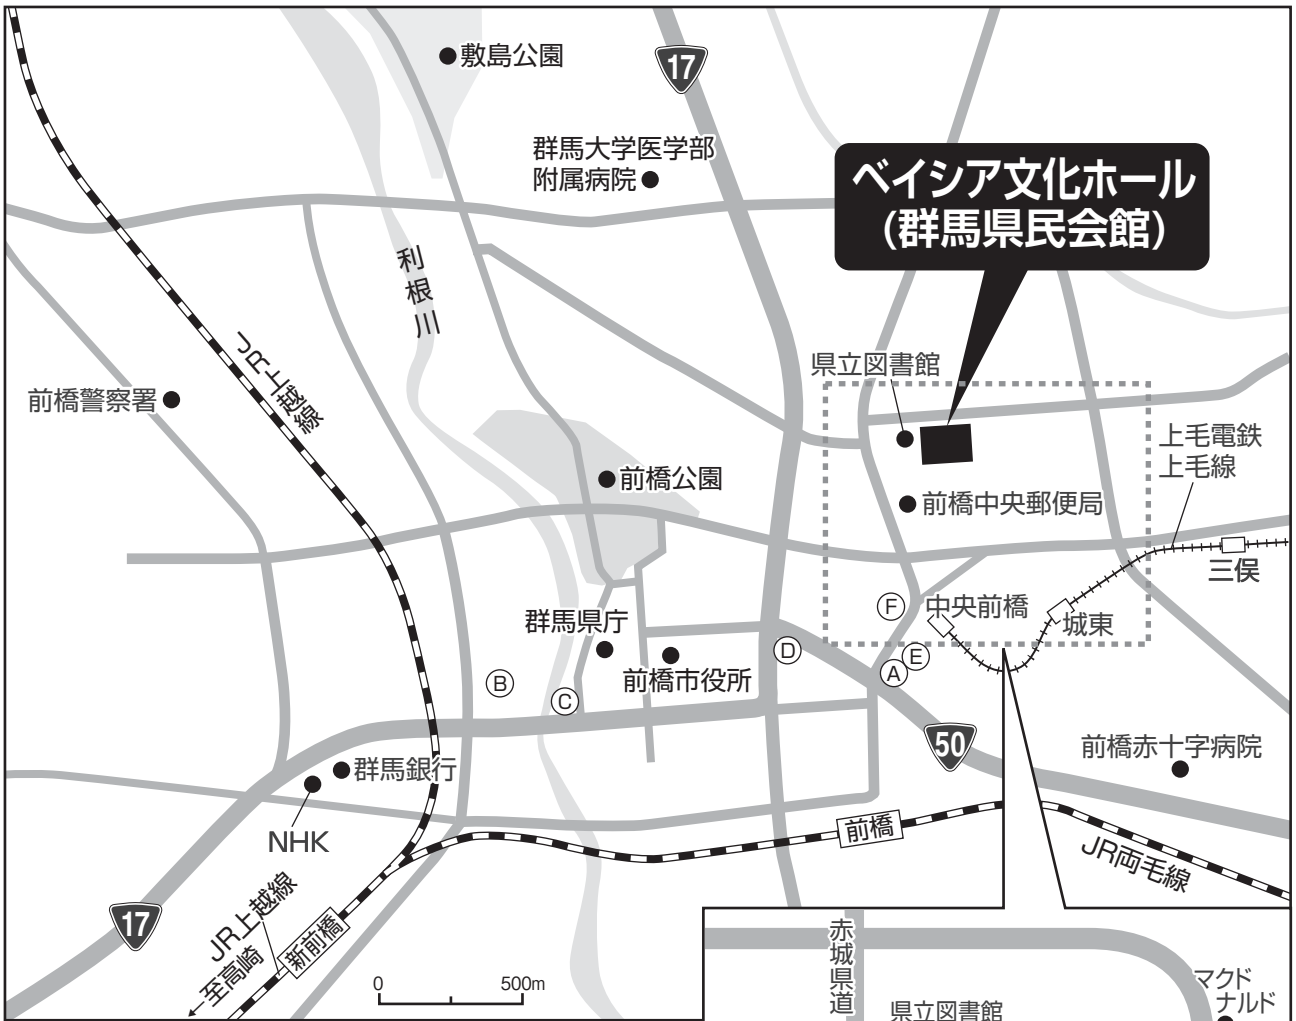 敷島公園
17
群馬大学医学部
附属病院
ベイシア文化ホール
(群馬県民会館)
利根川
JR上越線
県立図書館
前橋警察署
上毛電鉄
上毛線
前橋公園
前橋中央郵便局
三俣
F
中央前橋
城東
群馬県庁
D
E
A
前橋市役所
B
C
50
前橋赤十字病院
群馬銀行
NHK
前橋
JR両毛線
JR上越線
新前橋
17
至高崎
0 500m
赤城県道
マクド
ナルド
県立図書館